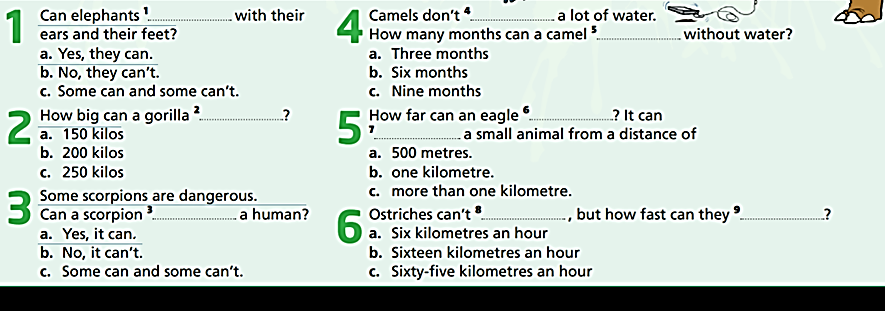 1 Can elephants ¹.................... with their
ears and their feet?
a. Yes, they can.
b. No, they can't.
c. Some can and some can't.
2 How big can a gorilla ²....................?
a. 150 kilos
b. 200 kilos
c. 250 kilos
3 Some scorpions are dangerous.
Can a scorpion ³.................... a human?
a. Yes, it can.
b. No, it can't.
c. Some can and some can't.
4 Camels don't ⁴.................... a lot of water.
How many months can a camel ⁵.................... without water?
a. Three months
b. Six months
c. Nine months
5 How far can an eagle ⁶....................? It can
⁷.................... a small animal from a distance of
a. 500 metres.
b. one kilometre.
c. more than one kilometre.
6 Ostriches can't ⁸...................., but how fast can they ⁹....................?
a. Six kilometres an hour
b. Sixteen kilometres an hour
c. Sixty-five kilometres an hour